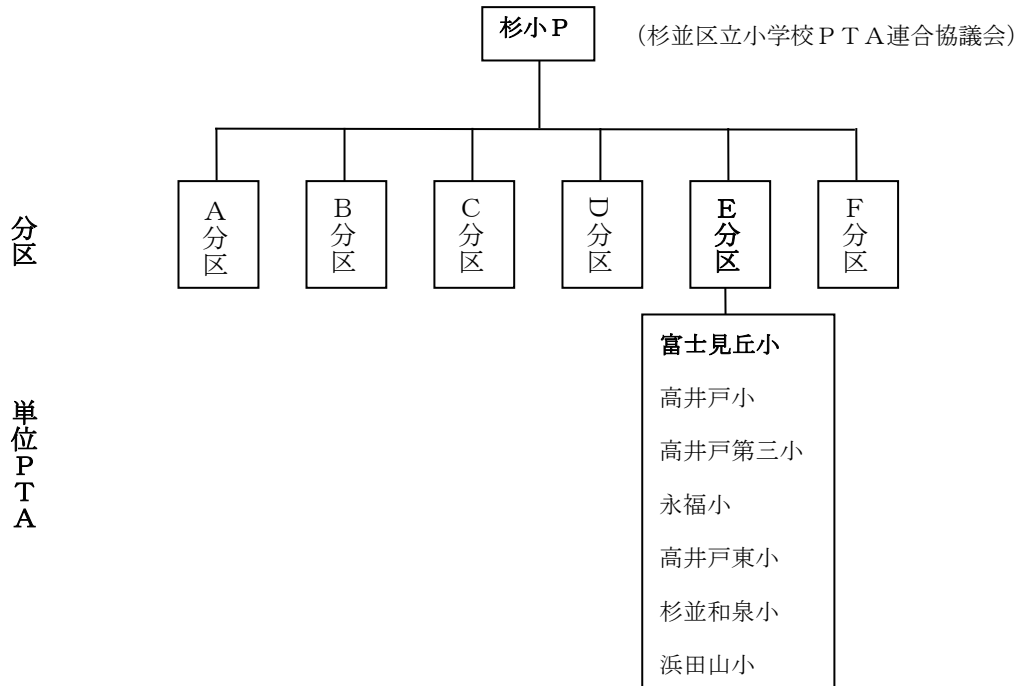 杉小Ｐ
（杉並区立小学校ＰＴＡ連合協議会）
分区
Ａ分区
Ｂ分区
Ｃ分区
Ｄ分区
Ｅ分区
Ｆ分区
単位ＰＴＡ
富士見丘小
高井戸小
高井戸第三小
永福小
高井戸東小
杉並和泉小
浜田山小